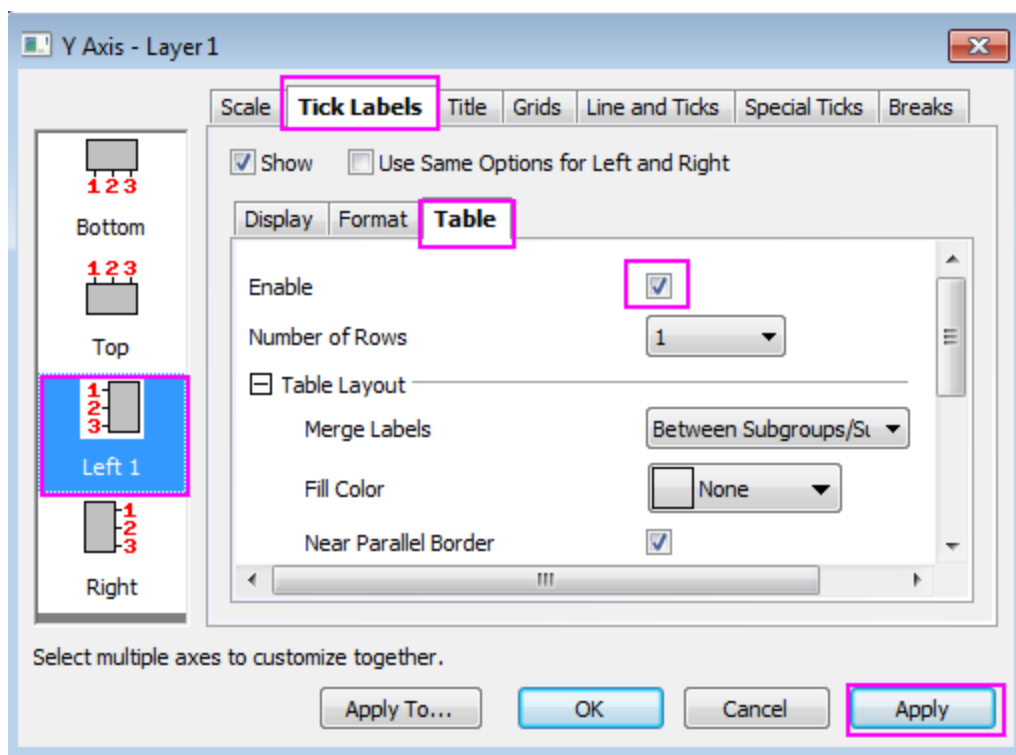 Y Axis - Layer 1
Scale Tick Labels Title Grids Line and Ticks Special Ticks Breaks
Show Use Same Options for Left and Right
1 2 3
Bottom
1 2 3
Top
1
2
3
Left 1
1
2
3
Right
Display Format Table
Enable
Number of Rows 1
Table Layout
Merge Labels Between Subgroups/Su
Fill Color None
Near Parallel Border
Select multiple axes to customize together.
Apply To... OK Cancel Apply